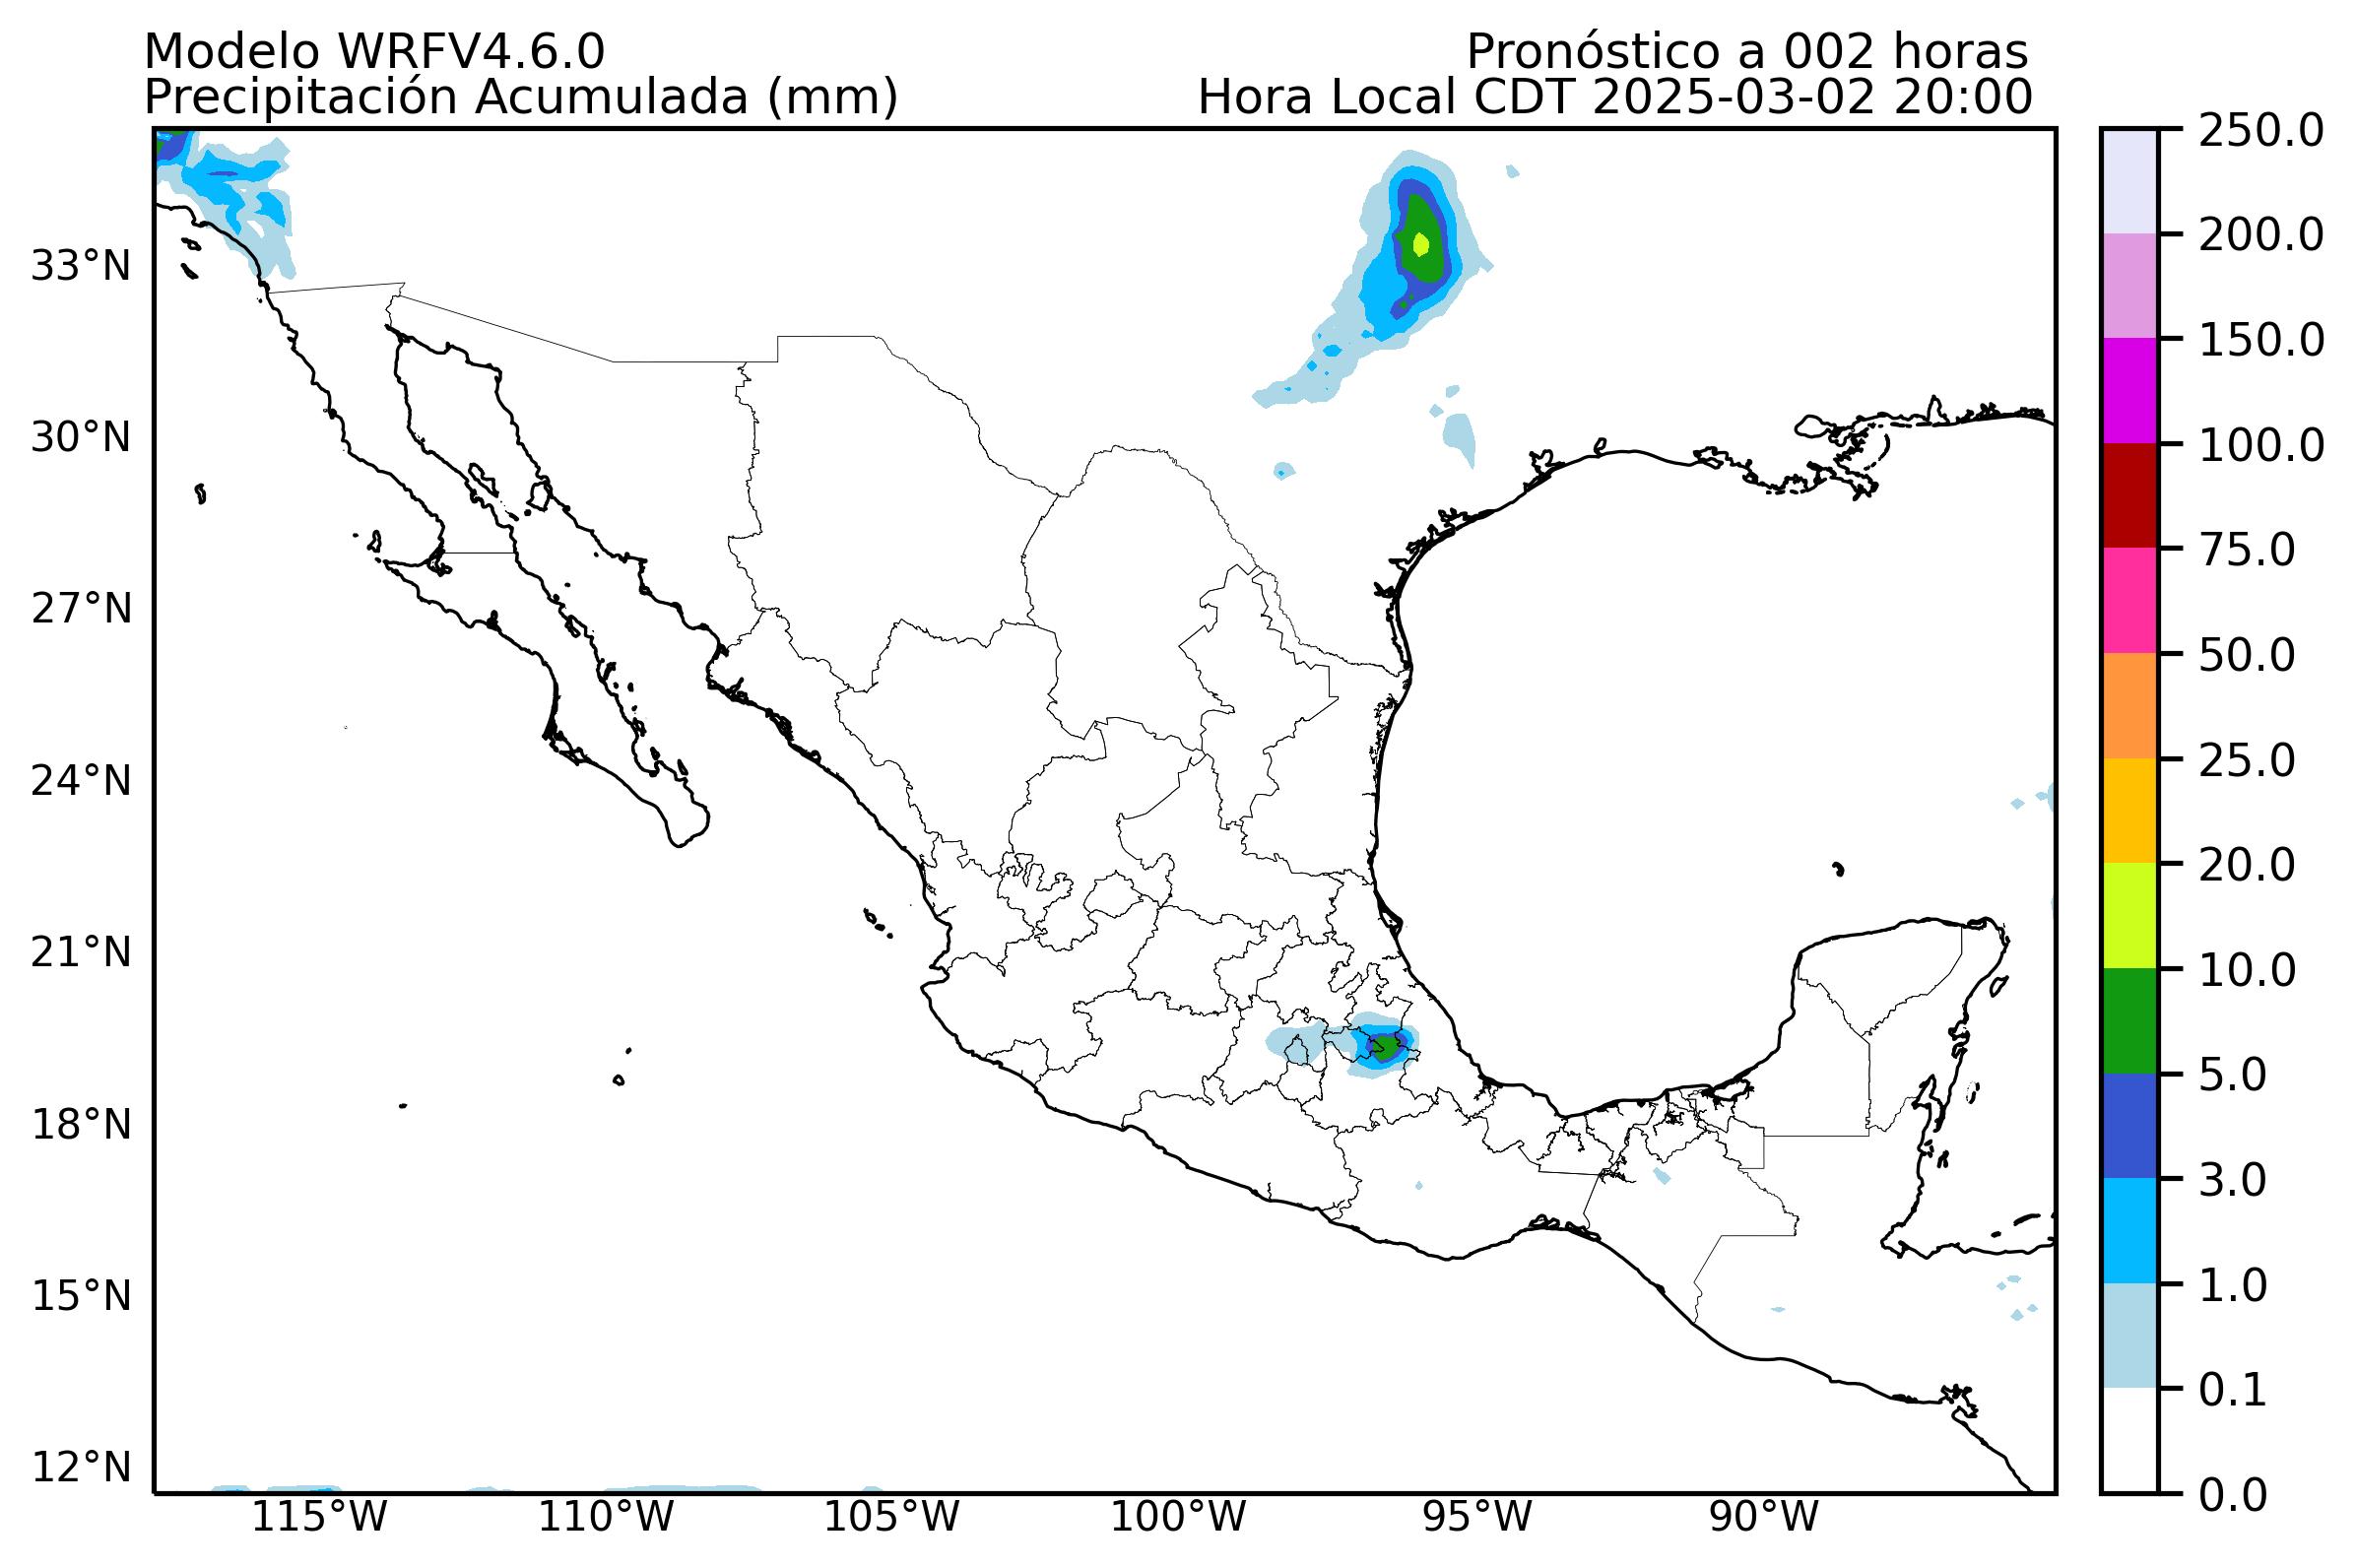 Modelo WRFV4.6.0
Pronóstico a 002 horas
Precipitación Acumulada (mm)
Hora Local CDT 2025-03-02 20:00
33°N
30°N
27°N
24°N
21°N
18°N
15°N
12°N
115°W
110°W
105°W
100°W
95°W
90°W
250.0
200.0
150.0
100.0
75.0
50.0
25.0
20.0
10.0
5.0
3.0
1.0
0.1
0.0